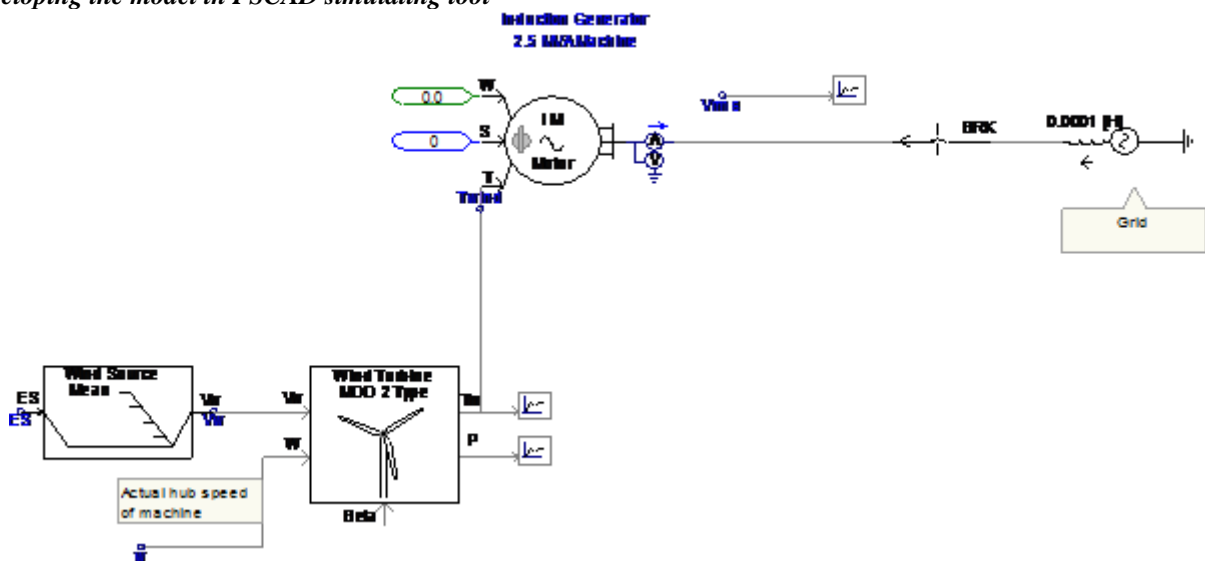 eloping the model in PSCAD simulating tool
Induction Generator
2.5 MVA Machine
W
0.0
S
0
IM
Motor
T
A
V
BRK
0.0001 [H]
Grid
Wind Source
Mean
ES
ES
Vw
Vw
Vw
W
Wind Turbine
MOD 2 Type
Tm
P
Beta
Actual hub speed
of machine
W